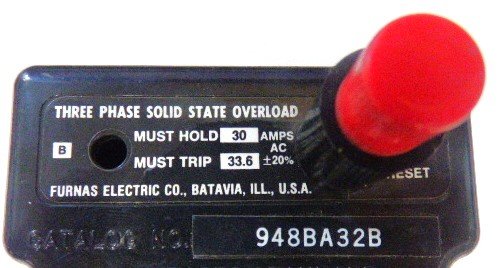 THREE PHASE SOLID STATE OVERLOAD
MUST HOLD 30 AMPS
AC
B
MUST TRIP 33.6 ±20%
RESET
FURNAS ELECTRIC CO., BATAVIA, ILL., U.S.A.
CATALOG NO. 948BA32B